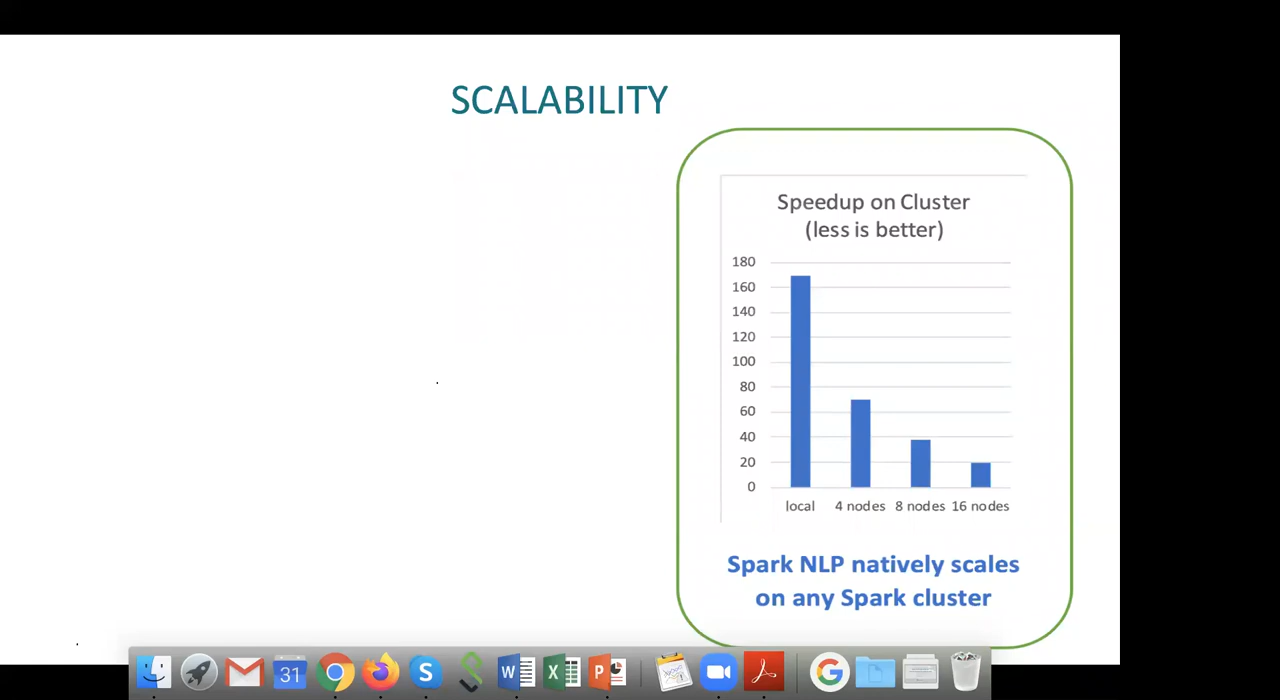 SCALABILITY
Speedup on Cluster
(less is better)
180
160
140
120
100
80
60
40
20
0
local 4 nodes 8 nodes 16 nodes
Spark NLP natively scales
on any Spark cluster
31